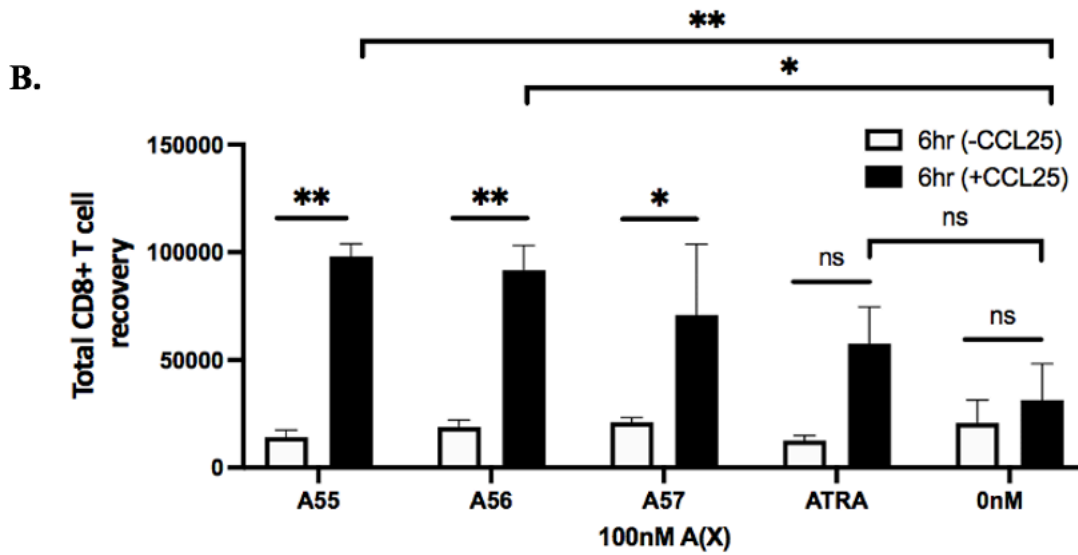 **
B.
*
150000
6hr (-CCL25)
6hr (+CCL25)
** ** *
ns
100000
ns
ns
50000
0
Total CD8+ T cell
recovery
A55 A56 A57 ATRA 0nM
100nM A(X)